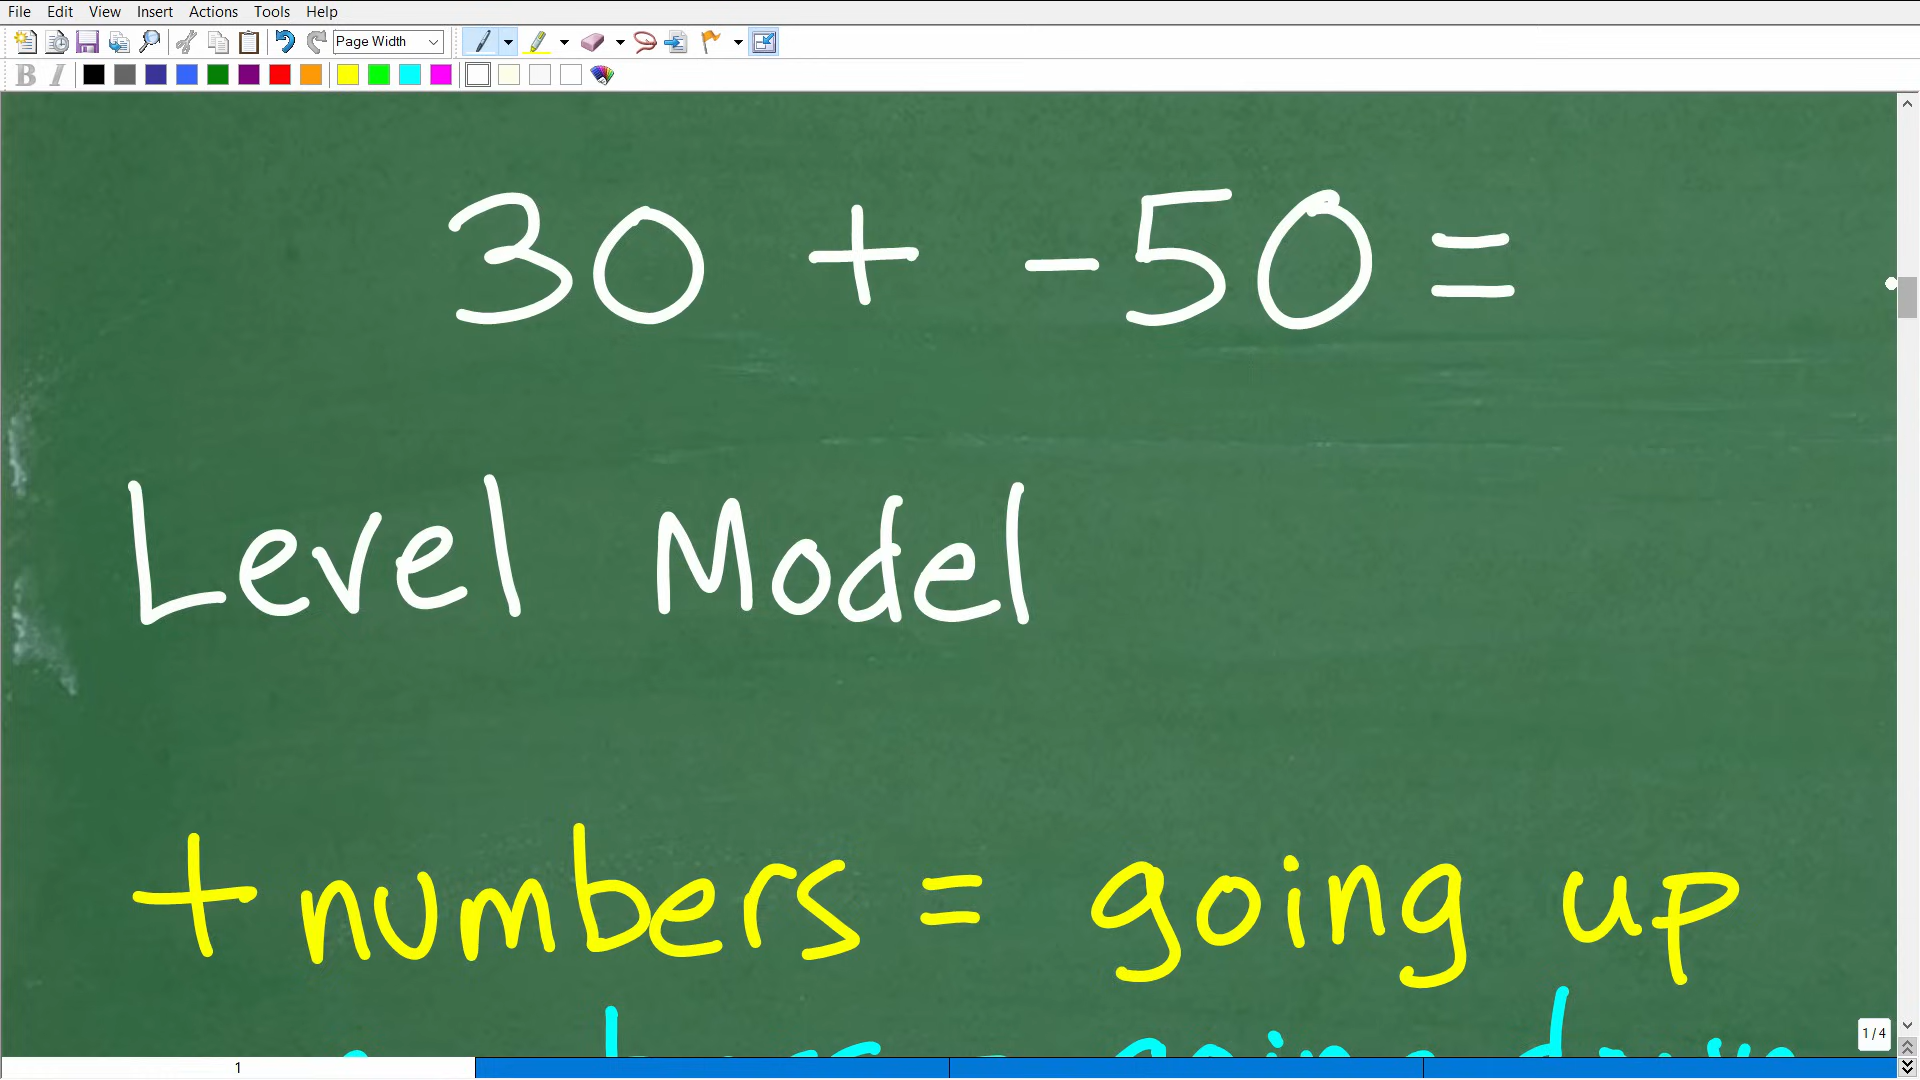 File Edit View Insert Actions Tools Help
Page Width
B I
30 + -50 =
Level Model
+ numbers = going up
1 / 4
1